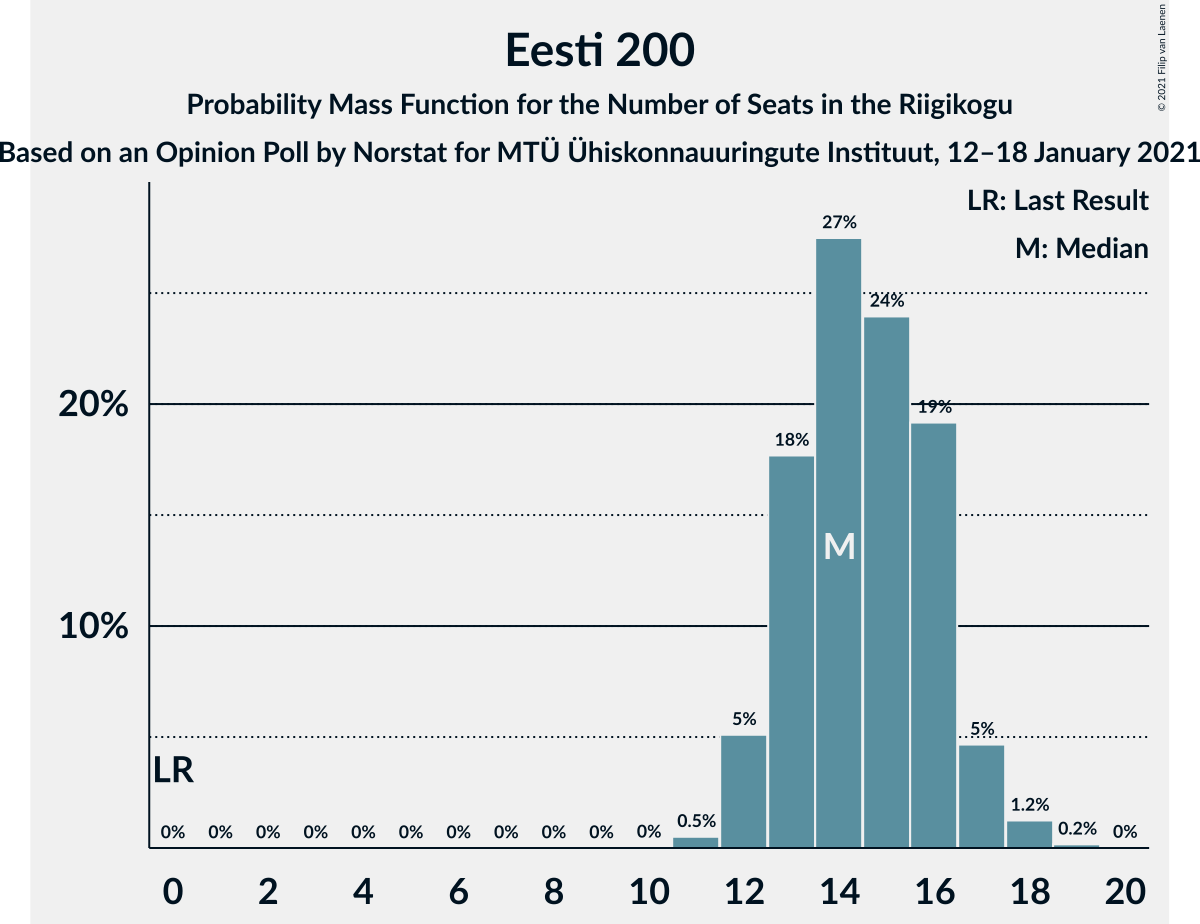 Eesti 200
© 2021 Filip van Laenen
Probability Mass Function for the Number of Seats in the Riigikogu
Based on an Opinion Poll by Norstat for MTÜ Ühiskonnauuringute Instituut, 12–18 January 2021
LR: Last Result
M: Median
27%
24%
20%
19%
18%
M
10%
5%
5%
LR
1.2%
0.5%
0.2%
0% 0% 0% 0% 0% 0% 0% 0% 0% 0% 0% 0%
0 2 4 6 8 10 12 14 16 18 20